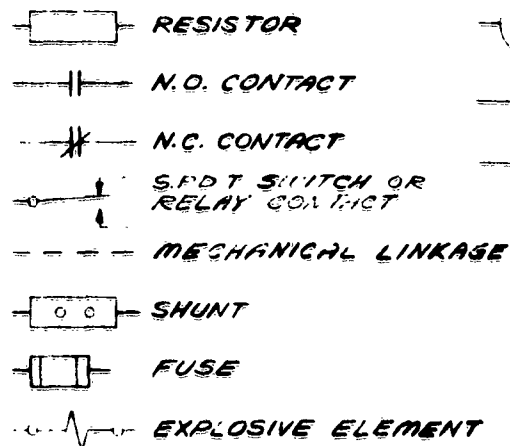 RESISTOR
N.O. CONTACT
N.C. CONTACT
S.P.D.T SWITCH OR
RELAY CONTACT
MECHANICAL LINKAGE
SHUNT
FUSE
EXPLOSIVE ELEMENT